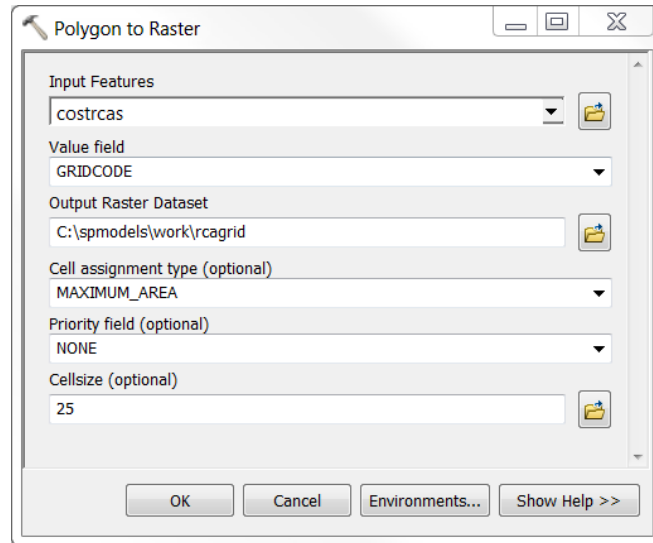 Polygon to Raster
Input Features
costrcas
Value field
GRIDCODE
Output Raster Dataset
C:\spmodels\work\rcagrid
Cell assignment type (optional)
MAXIMUM_AREA
Priority field (optional)
NONE
Cellsize (optional)
25
OK Cancel Environments... Show Help >>